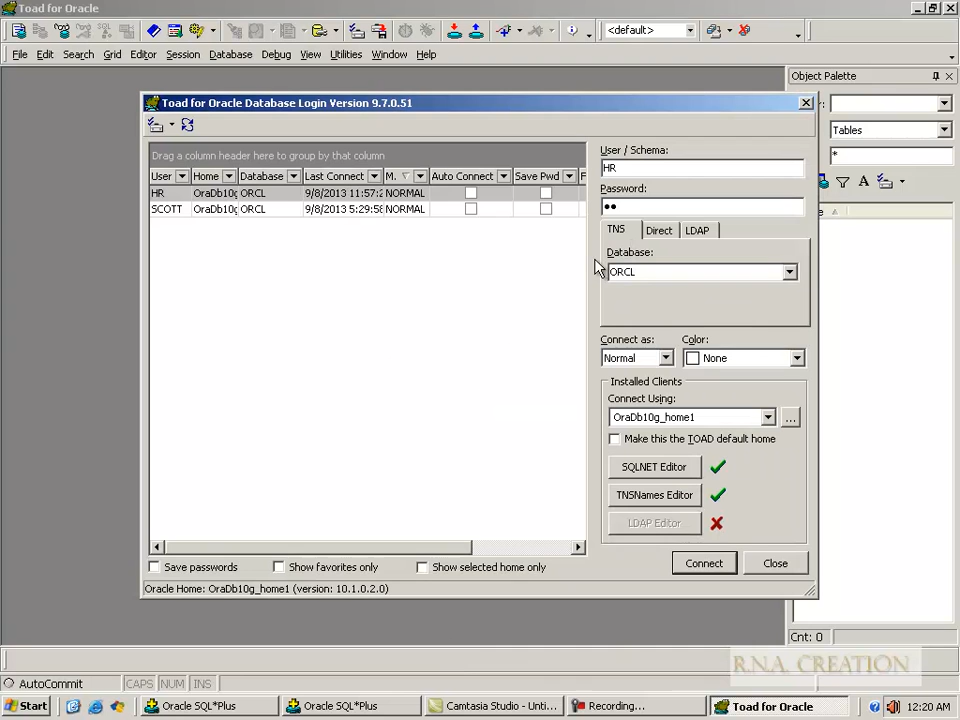 Toad for Oracle
<default>
File Edit Search Grid Editor Session Database Debug View Utilities Window Help
Object Palette
Tables
*
Cnt: 0
Toad for Oracle Database Login Version 9.7.0.51
Drag a column header here to group by that column
User Home Database Last Connect M. Auto Connect Save Pwd F
HR OraDb10g ORCL 9/8/2013 11:57:2 NORMAL
SCOTT OraDb10g ORCL 9/8/2013 5:29:58 NORMAL
User / Schema:
HR
Password:
••
TNS Direct LDAP
Database:
ORCL
Connect as: Color:
Normal None
Installed Clients
Connect Using:
OraDb10g_home1 ...
Make this the TOAD default home
SQLNET Editor
TNSNames Editor
LDAP Editor
Save passwords Show favorites only Show selected home only
Connect Close
Oracle Home: OraDb10g_home1 (version: 10.1.0.2.0)
R.N.A. CREATION
AutoCommit CAPS NUM INS
Start Oracle SQL*Plus Oracle SQL*Plus Camtasia Studio - Unti... Recording... Toad for Oracle 12:20 AM